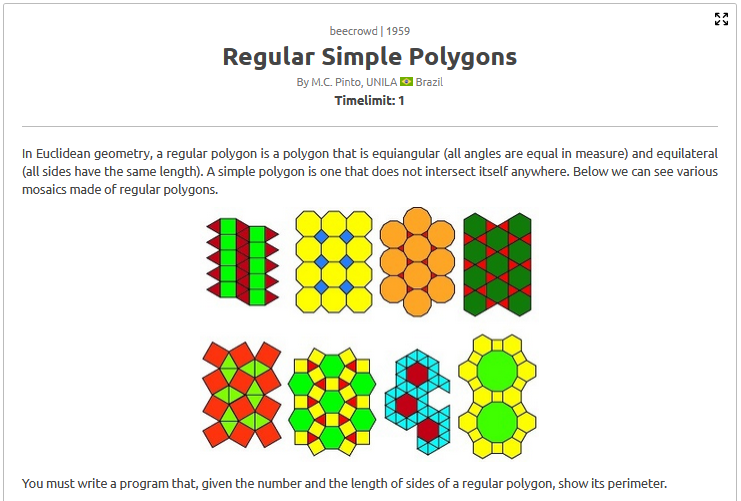 beecrowd | 1959
Regular Simple Polygons
By M.C. Pinto, UNILA Brazil
Timelimit: 1
In Euclidean geometry, a regular polygon is a polygon that is equiangular (all angles are equal in measure) and equilateral
(all sides have the same length). A simple polygon is one that does not intersect itself anywhere. Below we can see various
mosaics made of regular polygons.
You must write a program that, given the number and the length of sides of a regular polygon, show its perimeter.